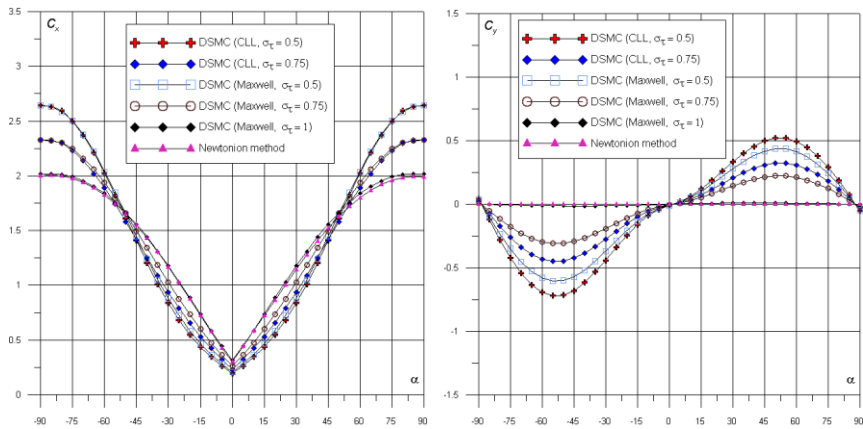 Cx
3.5
3
2.5
2
1.5
1
0.5
0
DSMC (CLL, στ = 0.5)
DSMC (CLL, στ = 0.75)
DSMC (Maxwell, στ = 0.5)
DSMC (Maxwell, στ = 0.75)
DSMC (Maxwell, στ = 1)
Newtonion method
α
-90 -75 -60 -45 -30 -15 0 15 30 45 60 75 90
Cy
1.5
1
0.5
0
-0.5
-1
-1.5
DSMC (CLL, στ = 0.5)
DSMC (CLL, στ = 0.75)
DSMC (Maxwell, στ = 0.5)
DSMC (Maxwell, στ = 0.75)
DSMC (Maxwell, στ = 1)
Newtonion method
α
-90 -75 -60 -45 -30 -15 0 15 30 45 60 75 90